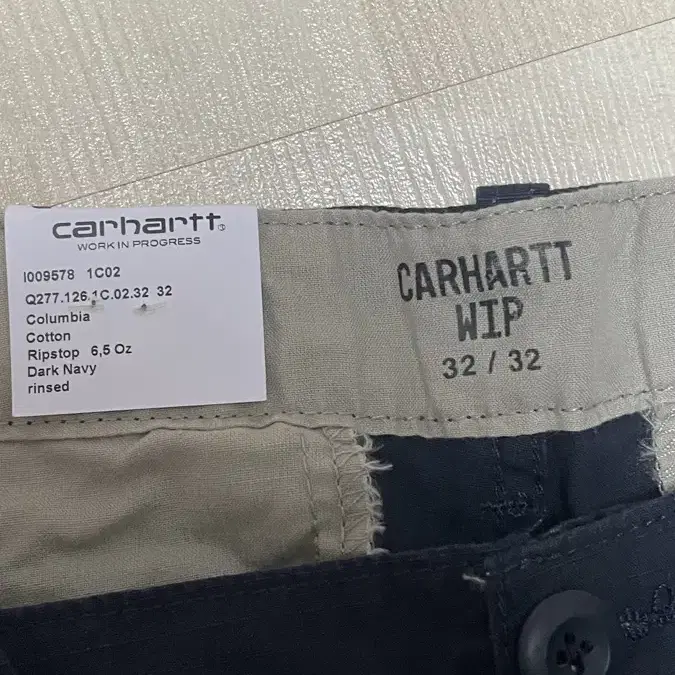 carhartt®
WORK IN PROGRESS
I009578 1C02
Q277.126.1C.02.32 32
Columbia
Cotton
Ripstop 6,5 Oz
Dark Navy
rinsed
CARHARTT
WIP
32 / 32